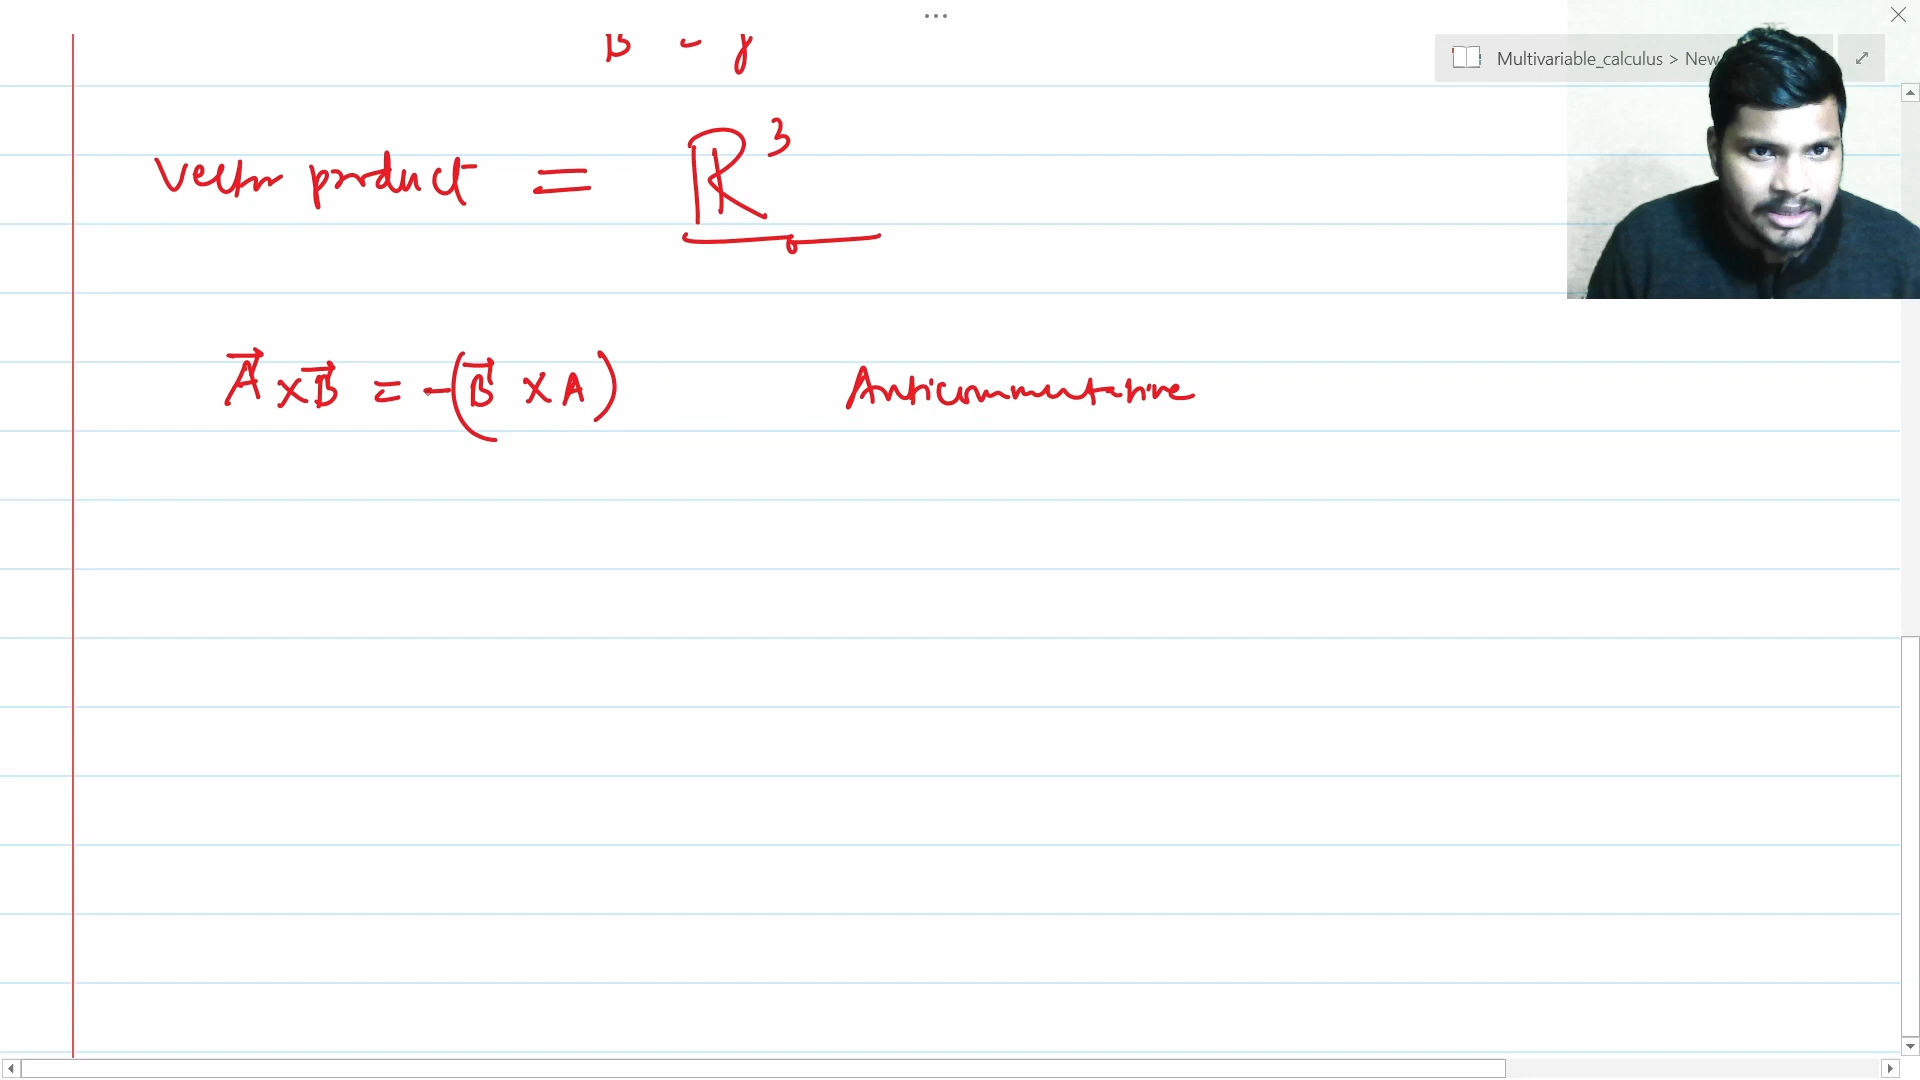 B - y
Multivariable_calculus > New
Vector product = ℝ³
A⃗ × B⃗ = -(B⃗ × A) Anticommutative